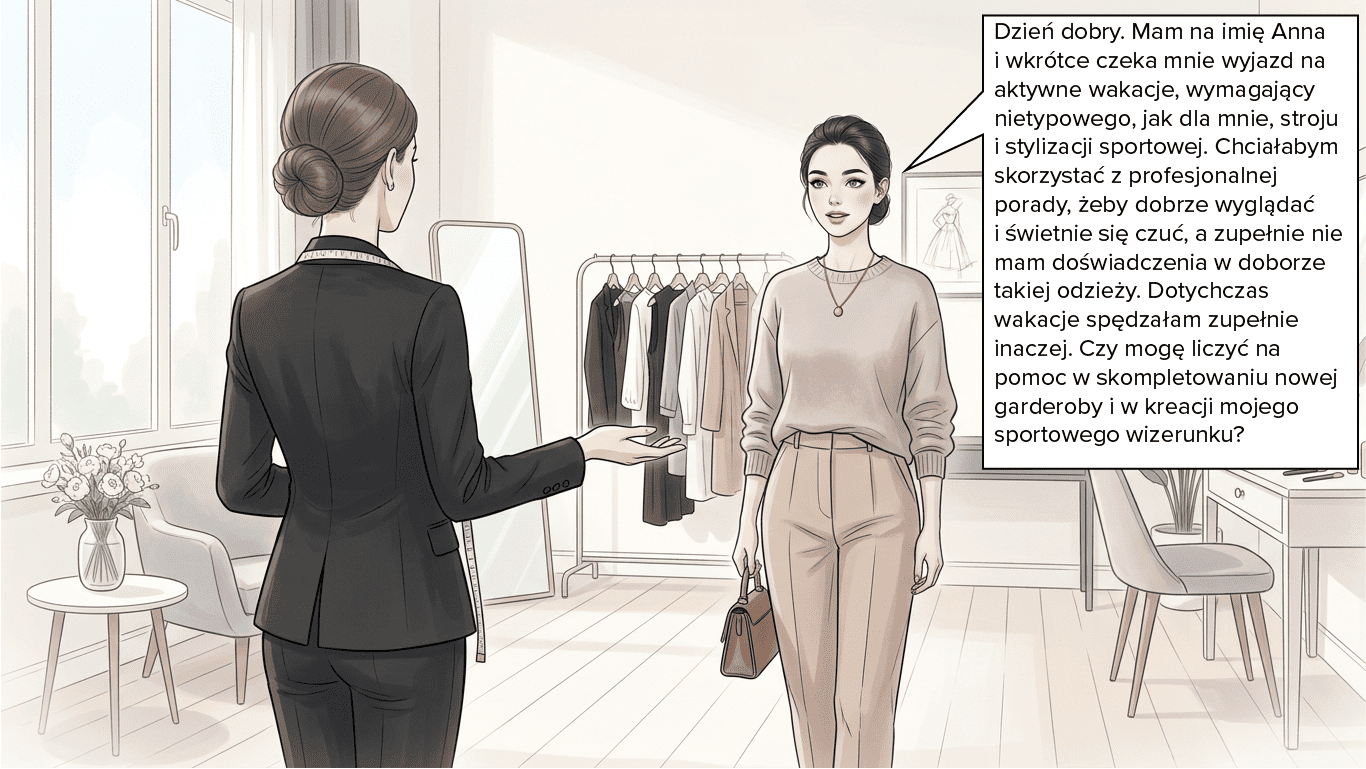 Dzień dobry. Mam na imię Anna
i wkrótce czeka mnie wyjazd na
aktywne wakacje, wymagający
nietypowego, jak dla mnie, stroju
i stylizacji sportowej. Chciałabym
skorzystać z profesjonalnej
porady, żeby dobrze wyglądać
i świetnie się czuć, a zupełnie nie
mam doświadczenia w doborze
takiej odzieży. Dotychczas
wakacje spędzałam zupełnie
inaczej. Czy mogę liczyć na
pomoc w skompletowaniu nowej
garderoby i w kreacji mojego
sportowego wizerunku?